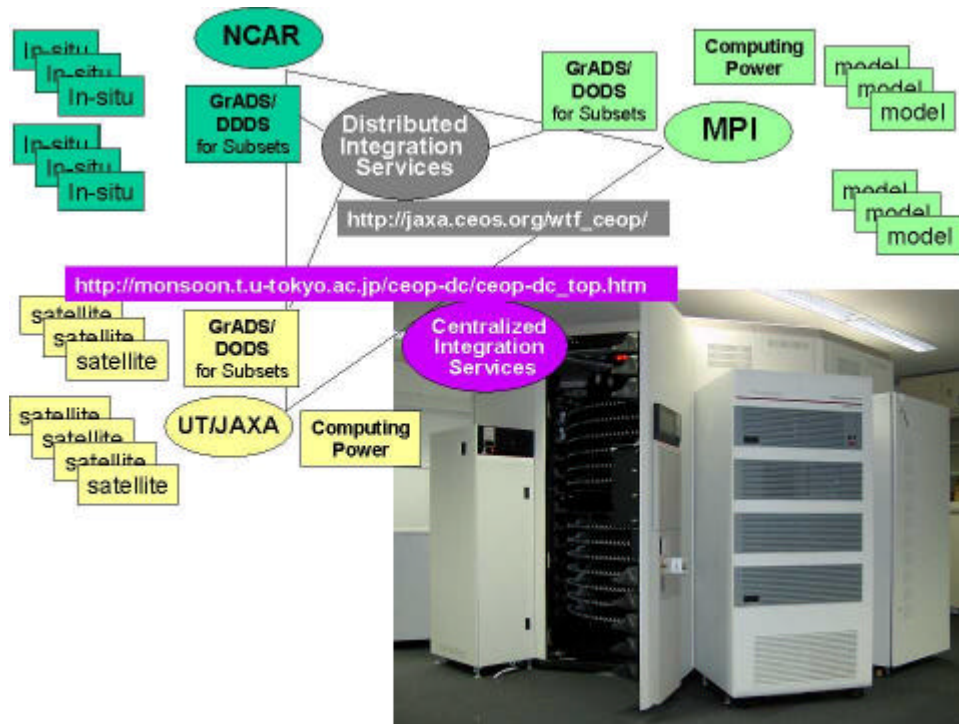 NCAR
In-situ
In-situ
In-situ
In-situ
In-situ
In-situ
GrADS/
DDDS
for Subsets
Distributed
Integration
Services
GrADS/
DODS
for Subsets
Computing
Power
model
model
model
MPI
model
model
model
http://jaxa.ceos.org/wtf_ceop/
http://monsoon.t.u-tokyo.ac.jp/ceop-dc/ceop-dc_top.htm
satellite
satellite
GrADS/
DODS
for Subsets
Centralized
Integration
Services
satellite
satellite
satellite
satellite
UT/JAXA
Computing
Power